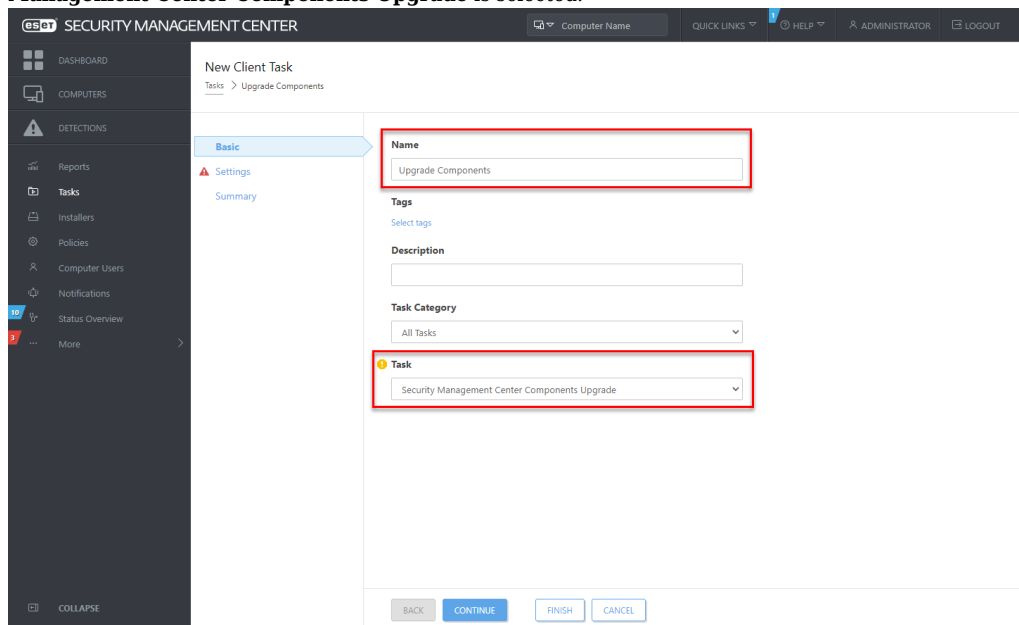 Management Center Components Upgrade is selected.
eset SECURITY MANAGEMENT CENTER
Computer Name
QUICK LINKS
1
HELP
ADMINISTRATOR
LOGOUT
DASHBOARD
COMPUTERS
DETECTIONS
Reports
Tasks
Installers
Policies
Computer Users
Notifications
10
Status Overview
3
More
COLLAPSE
New Client Task
Tasks > Upgrade Components
Basic
Settings
Summary
Name
Upgrade Components
Tags
Select tags
Description
Task Category
All Tasks
Task
Security Management Center Components Upgrade
BACK
CONTINUE
FINISH
CANCEL